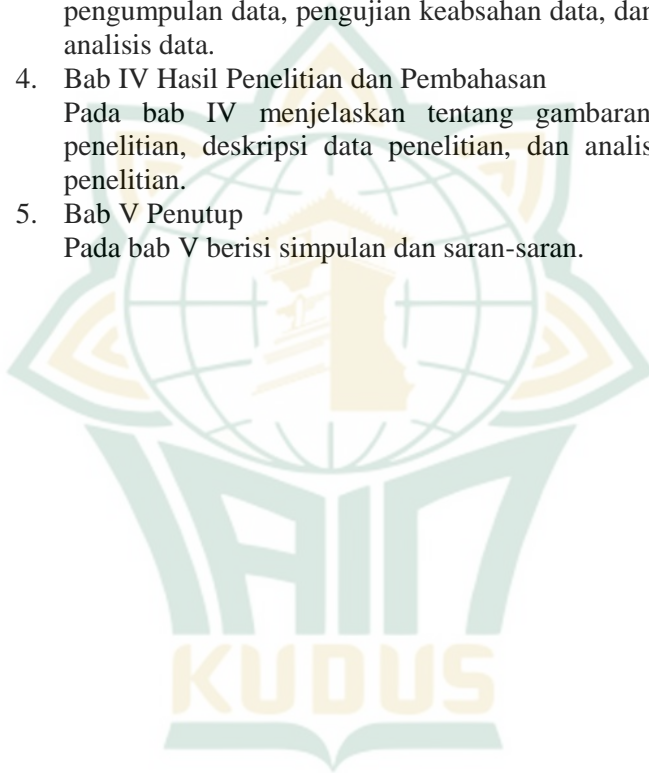 pengumpulan data, pengujian keabsahan data, dan
analisis data.
4. Bab IV Hasil Penelitian dan Pembahasan
Pada bab IV menjelaskan tentang gambaran
penelitian, deskripsi data penelitian, dan analis
penelitian.
5. Bab V Penutup
Pada bab V berisi simpulan dan saran-saran.
IAIN
KUDUS